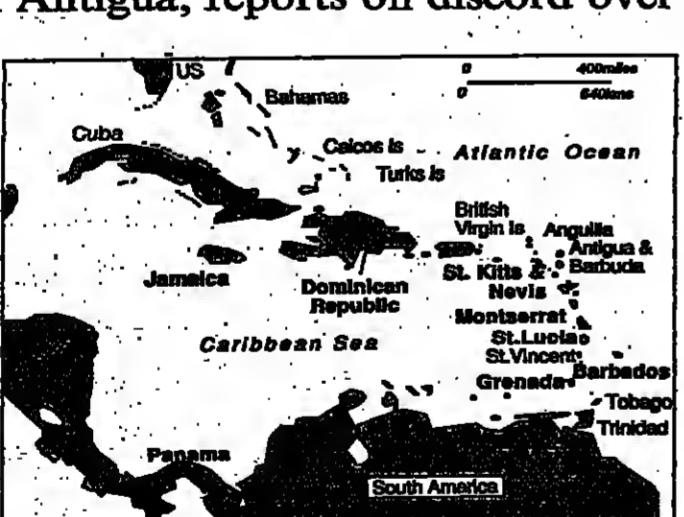 Antigua, reports on discord over
US
0 400miles
0 640kms
Bahamas
Cuba
Caicos Is
Atlantic Ocean
Turks Is
British
Virgin Is
Anguilla
Antigua &
Barbuda
St. Kitts &
Nevis
Jamaica
Dominican
Republic
Montserrat
Caribbean Sea
St.Lucia
St.Vincent
Barbados
Grenada
Tobago
Trinidad
Panama
South America